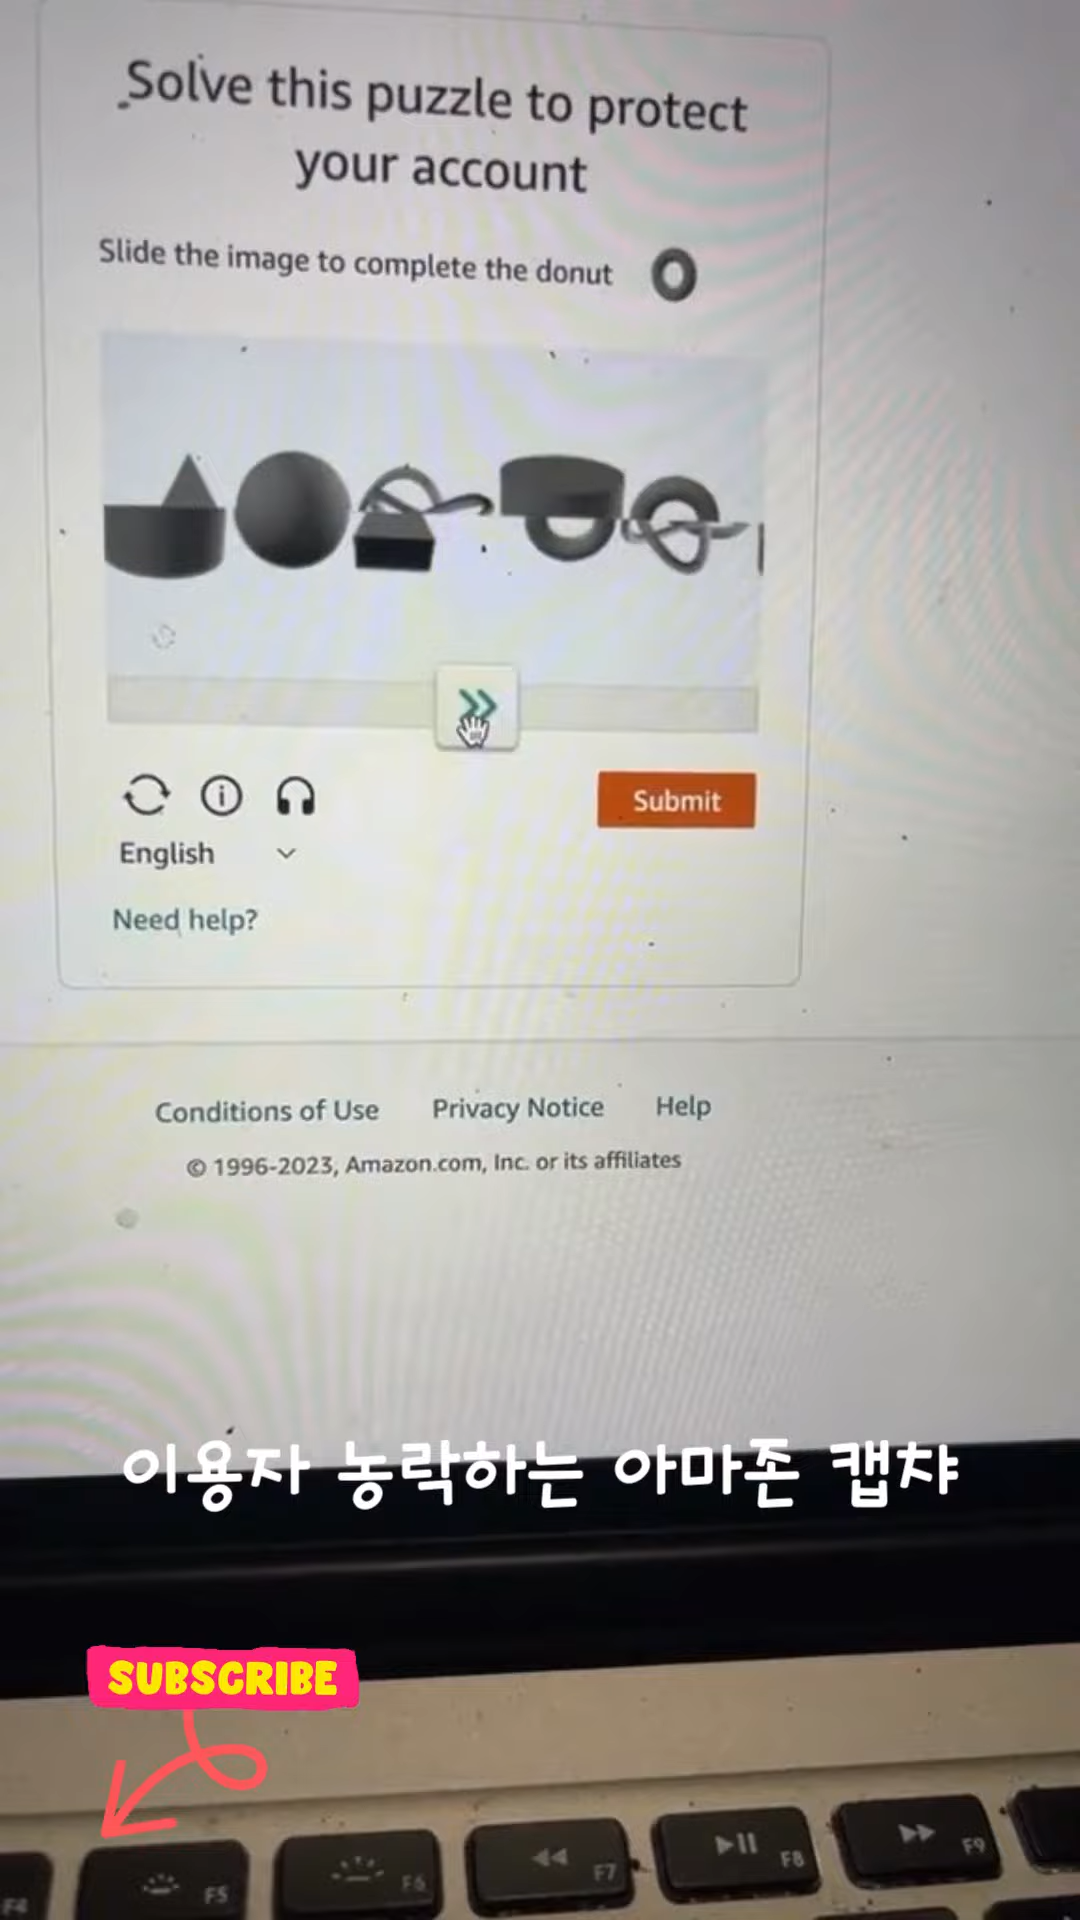 Solve this puzzle to protect
your account
Slide the image to complete the donut
Submit
English
Need help?
Conditions of Use Privacy Notice Help
© 1996-2023, Amazon.com, Inc. or its affiliates
이용자 농락하는 아마존 캡챠
SUBSCRIBE
F4 F5 F6 F7 F8 F9